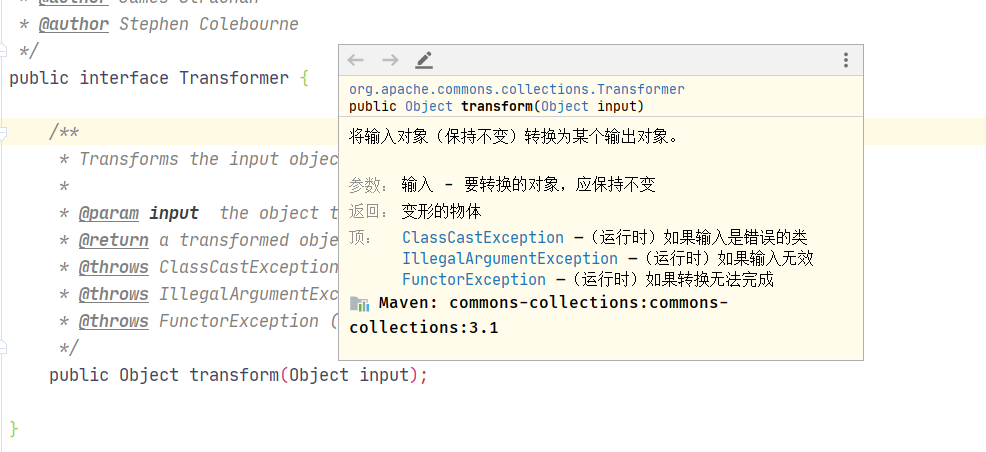 * @author James Strachan
* @author Stephen Colebourne
*/
public interface Transformer {
/**
* Transforms the input objec
*
* @param input the object t
* @return a transformed obje
* @throws ClassCastException
* @throws IllegalArgumentExc
* @throws FunctorException (
*/
public Object transform(Object input);
}
org.apache.commons.collections.Transformer
public Object transform(Object input)
将输入对象（保持不变）转换为某个输出对象。
参数： 输入 – 要转换的对象，应保持不变
返回： 变形的物体
顶： ClassCastException –（运行时）如果输入是错误的类
IllegalArgumentException –（运行时）如果输入无效
FunctorException –（运行时）如果转换无法完成
Maven: commons-collections:commons-
collections:3.1